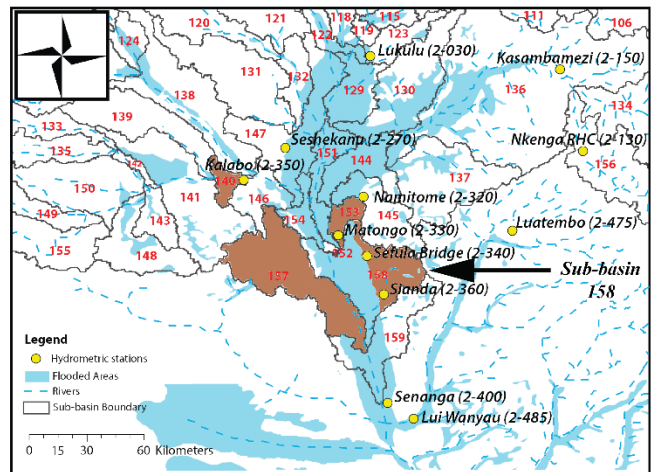 120
121
118
115
111
106
124
122
119
123
Lukulu (2-030)
131
132
Kasambamezi (2-150)
138
129
130
136
134
139
133
147
Seshekanu (2-270)
Nkenga RHC (2-130)
135
151
144
156
142
Kalabo (2-350)
137
150
140
141
146
Namitome (2-320)
149
143
154
153
145
Luatembo (2-475)
155
148
Matongo (2-330)
152
Setula Bridge (2-340)
157
158
Sub-basin
158
Sianda (2-360)
159
Legend
Hydrometric stations
Flooded Areas
Rivers
Sub-basin Boundary
Senanga (2-400)
Lui Wanyau (2-485)
0 15 30 60 Kilometers